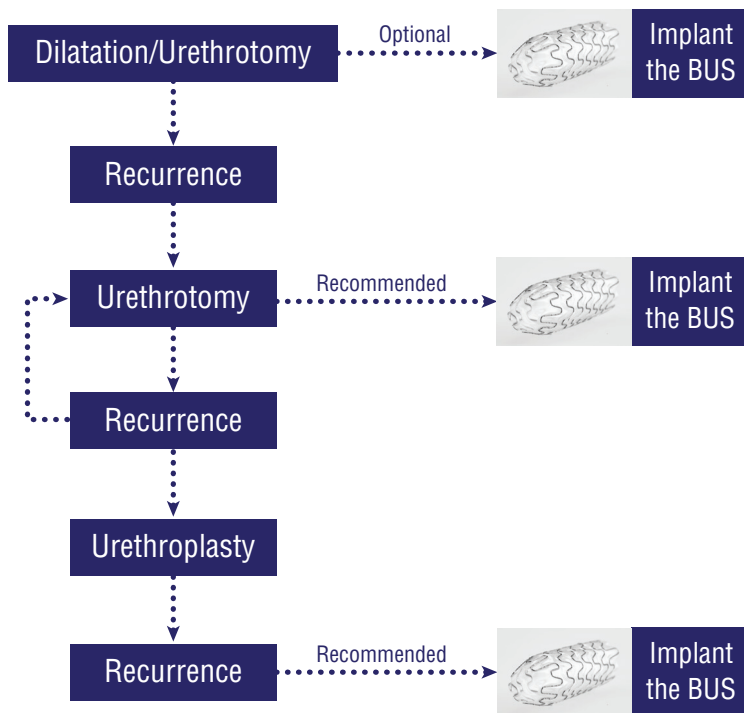 Dilatation/Urethrotomy
Optional
Implant
the BUS
Recurrence
Urethrotomy
Recommended
Implant
the BUS
Recurrence
Urethroplasty
Recurrence
Recommended
Implant
the BUS